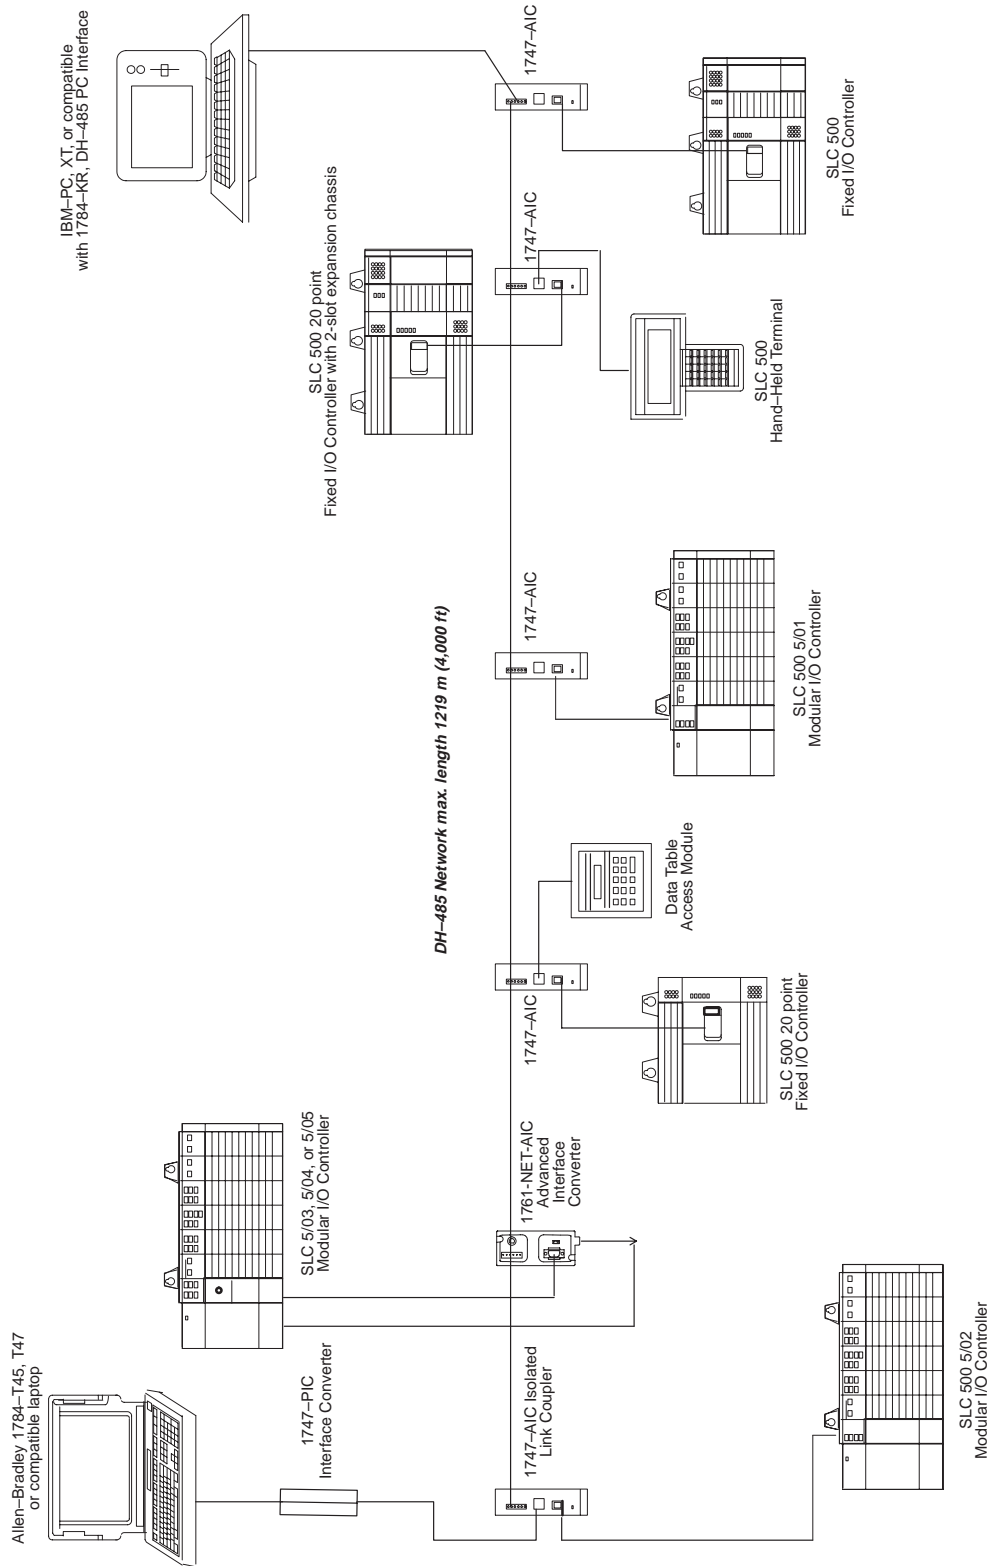 Allen–Bradley 1784–T45, T47
or compatible laptop
1747–PIC
Interface Converter
1747–AIC Isolated
Link Coupler
SLC 500 5/02
Modular I/O Controller
SLC 5/03, 5/04, or 5/05
Modular I/O Controller
1761-NET-AIC
Advanced
Interface
Converter
1747–AIC
SLC 500 20 point
Fixed I/O Controller
Data Table
Access Module
DH–485 Network max. length 1219 m (4,000 ft)
1747–AIC
SLC 500 5/01
Modular I/O Controller
SLC 500 20 point
Fixed I/O Controller with 2-slot expansion chassis
1747–AIC
SLC 500
Hand–Held Terminal
IBM–PC, XT, or compatible
with 1784–KR, DH–485 PC Interface
1747–AIC
SLC 500
Fixed I/O Controller